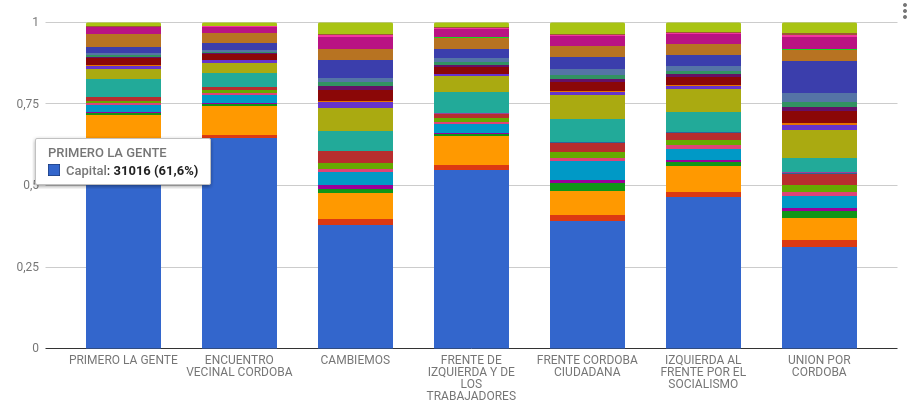 1
0,75
PRIMERO LA GENTE
Capital: 31016 (61,6%)
0,5
0,25
0
PRIMERO LA GENTE
ENCUENTRO
VECINAL CORDOBA
CAMBIEMOS
FRENTE DE
IZQUIERDA Y DE
LOS
TRABAJADORES
FRENTE CORDOBA
CIUDADANA
IZQUIERDA AL
FRENTE POR EL
SOCIALISMO
UNION POR
CORDOBA